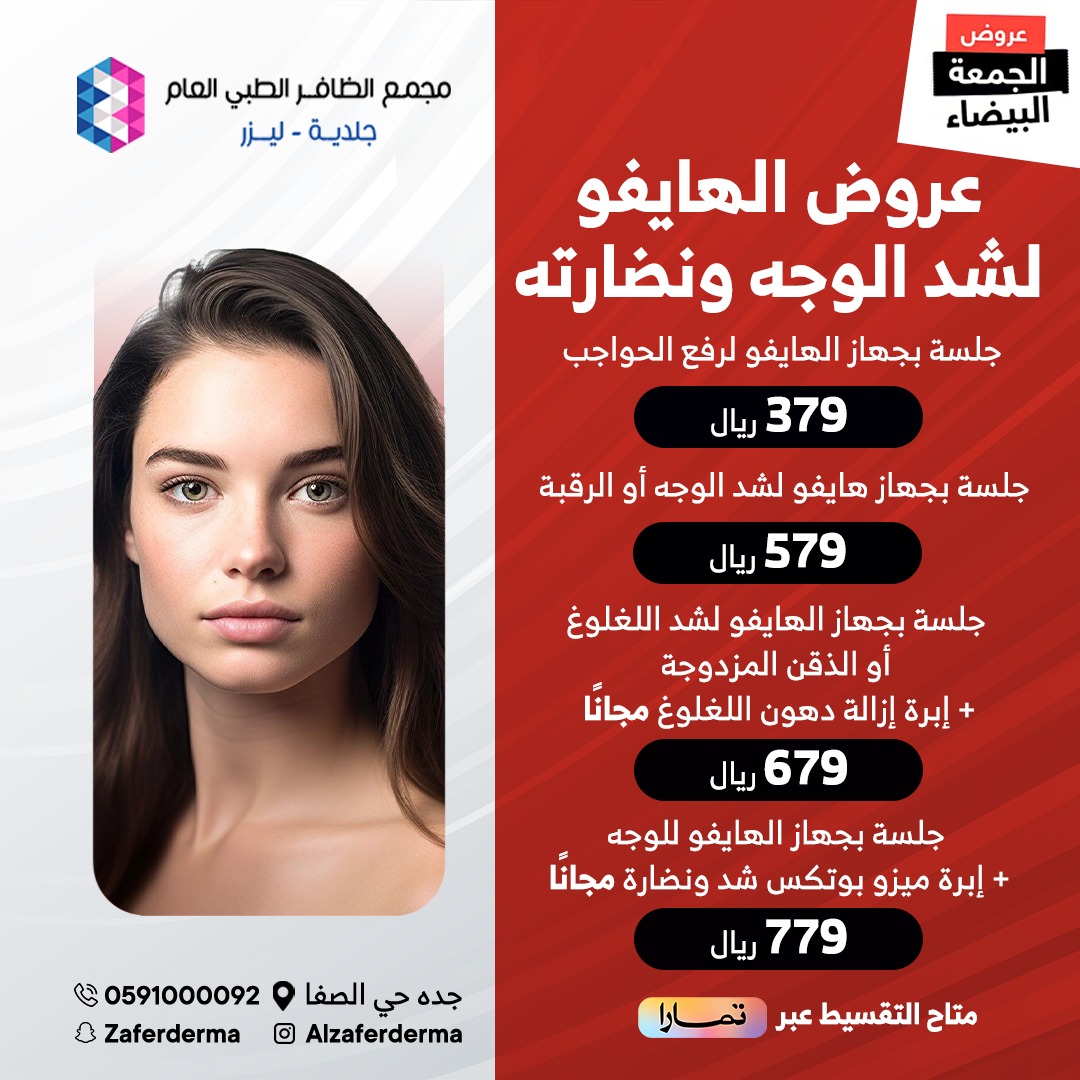 مجمع الظافر الطبي العام
جلدية - ليزر
عروض
الجمعة
البيضاء
عروض الهايفو
لشد الوجه ونضارته
جلسة بجهاز الهايفو لرفع الحواجب
379 ريال
جلسة بجهاز هايفو لشد الوجه أو الرقبة
579 ريال
جلسة بجهاز الهايفو لشد اللغلوغ
أو الذقن المزدوجة
+ إبرة إزالة دهون اللغلوغ مجانًا
679 ريال
جلسة بجهاز الهايفو للوجه
+ إبرة ميزو بوتكس شد ونضارة مجانًا
779 ريال
متاح التقسيط عبر تمارا
جده حي الصفا 0591000092
Zaferderma Alzaferderma